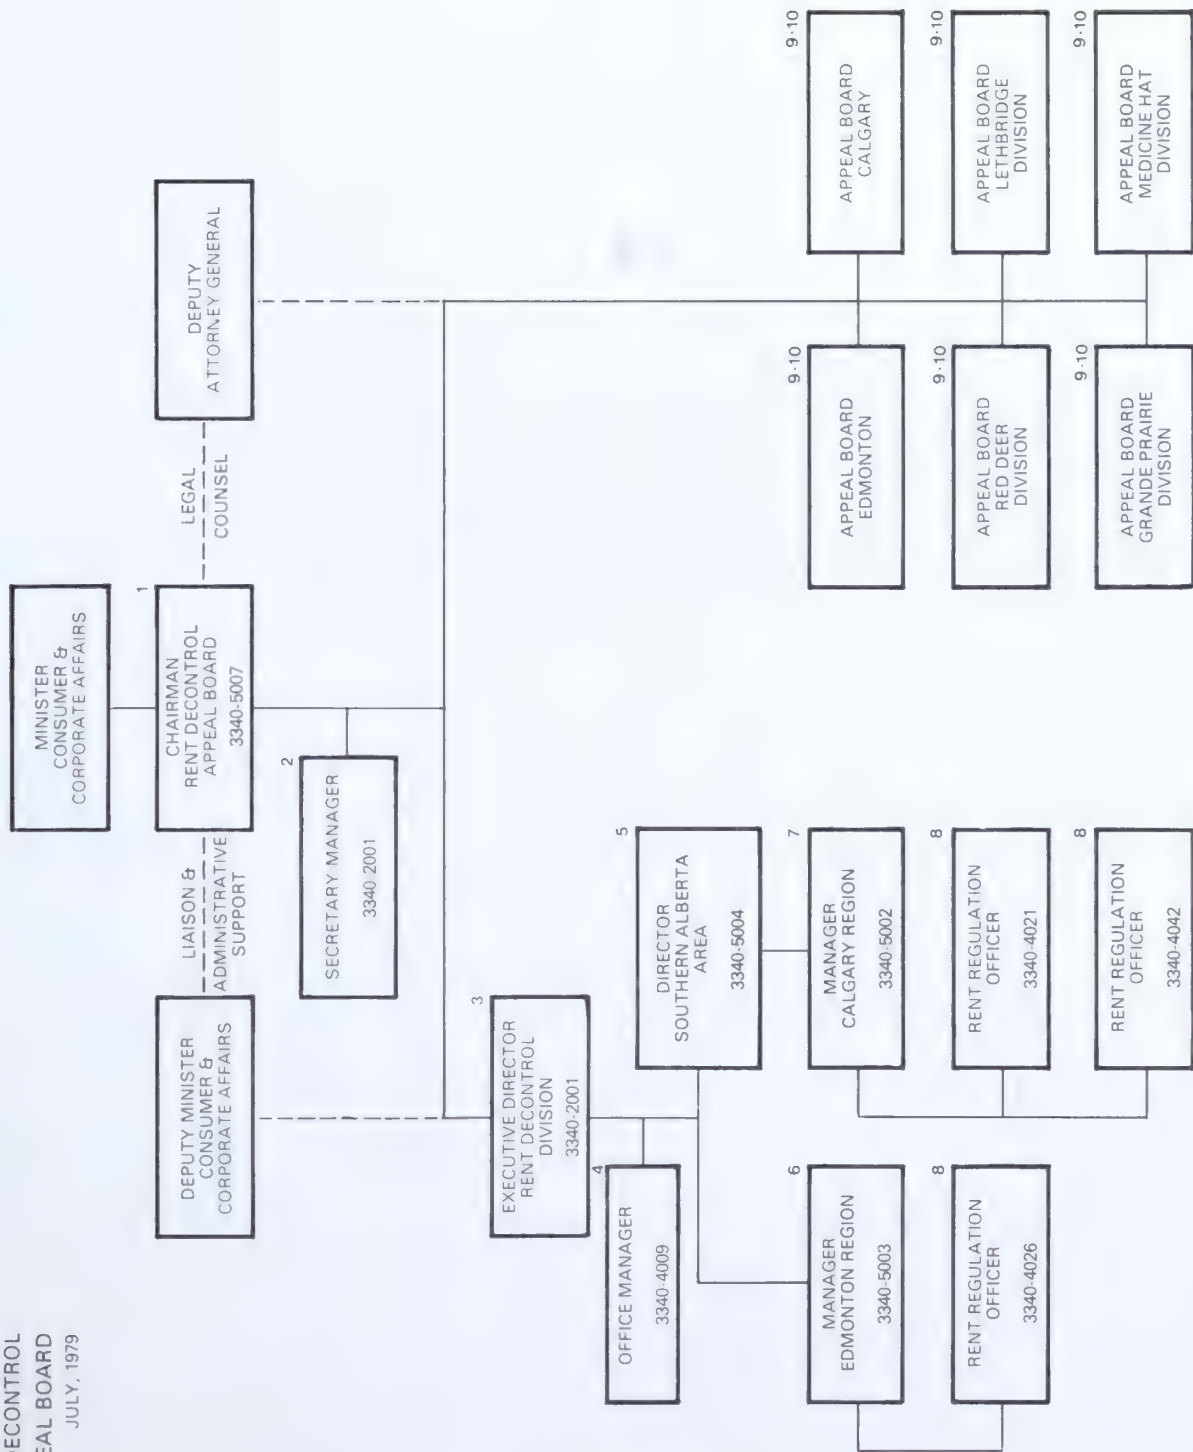 DECONTROL
EAL BOARD
JULY, 1979
MINISTER
CONSUMER &
CORPORATE AFFAIRS
DEPUTY MINISTER
CONSUMER &
CORPORATE AFFAIRS
LIAISON &
ADMINISTRATIVE
SUPPORT
1
CHAIRMAN
RENT DECONTROL
APPEAL BOARD
3340-5007
LEGAL
COUNSEL
DEPUTY
ATTORNEY GENERAL
2
SECRETARY MANAGER
3340 2001
3
EXECUTIVE DIRECTOR
RENT DECONTROL
DIVISION
3340-2001
4
OFFICE MANAGER
3340-4009
5
DIRECTOR
SOUTHERN ALBERTA
AREA
3340-5004
6
MANAGER
EDMONTON REGION
3340-5003
7
MANAGER
CALGARY REGION
3340-5002
9-10
APPEAL BOARD
EDMONTON
9-10
APPEAL BOARD
CALGARY
8
RENT REGULATION
OFFICER
3340-4026
8
RENT REGULATION
OFFICER
3340-4021
9-10
APPEAL BOARD
RED DEER
DIVISION
9-10
APPEAL BOARD
LETHBRIDGE
DIVISION
8
RENT REGULATION
OFFICER
3340-4042
9-10
APPEAL BOARD
GRANDE PRAIRIE
DIVISION
9-10
APPEAL BOARD
MEDICINE HAT
DIVISION